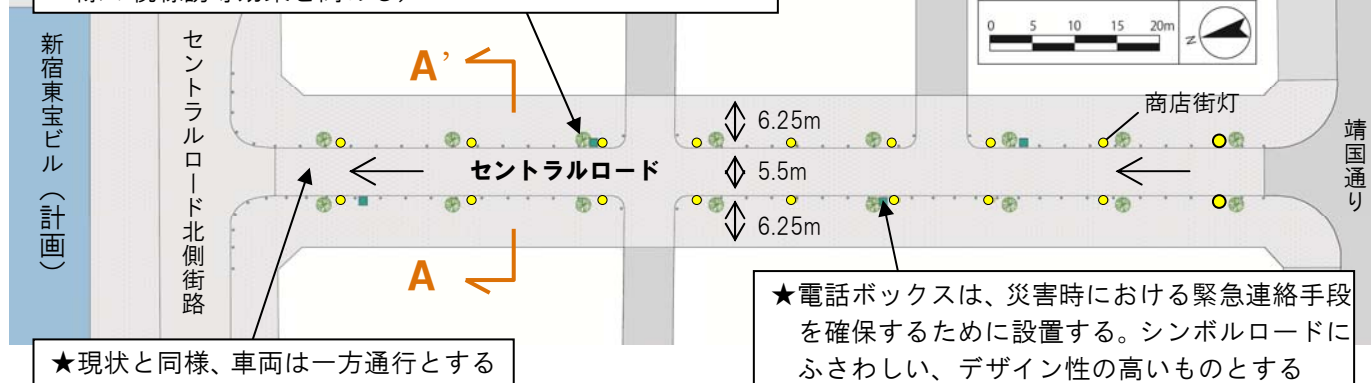 0 5 10 15 20m
N
新宿東宝ビル（計画）
セントラルロード北側街路
A’
6.25m
商店街灯
セントラルロード
5.5m
靖国通り
6.25m
A
★電話ボックスは、災害時における緊急連絡手段
を確保するために設置する。シンボルロードに
ふさわしい、デザイン性の高いものとする
★現状と同様、車両は一方通行とする